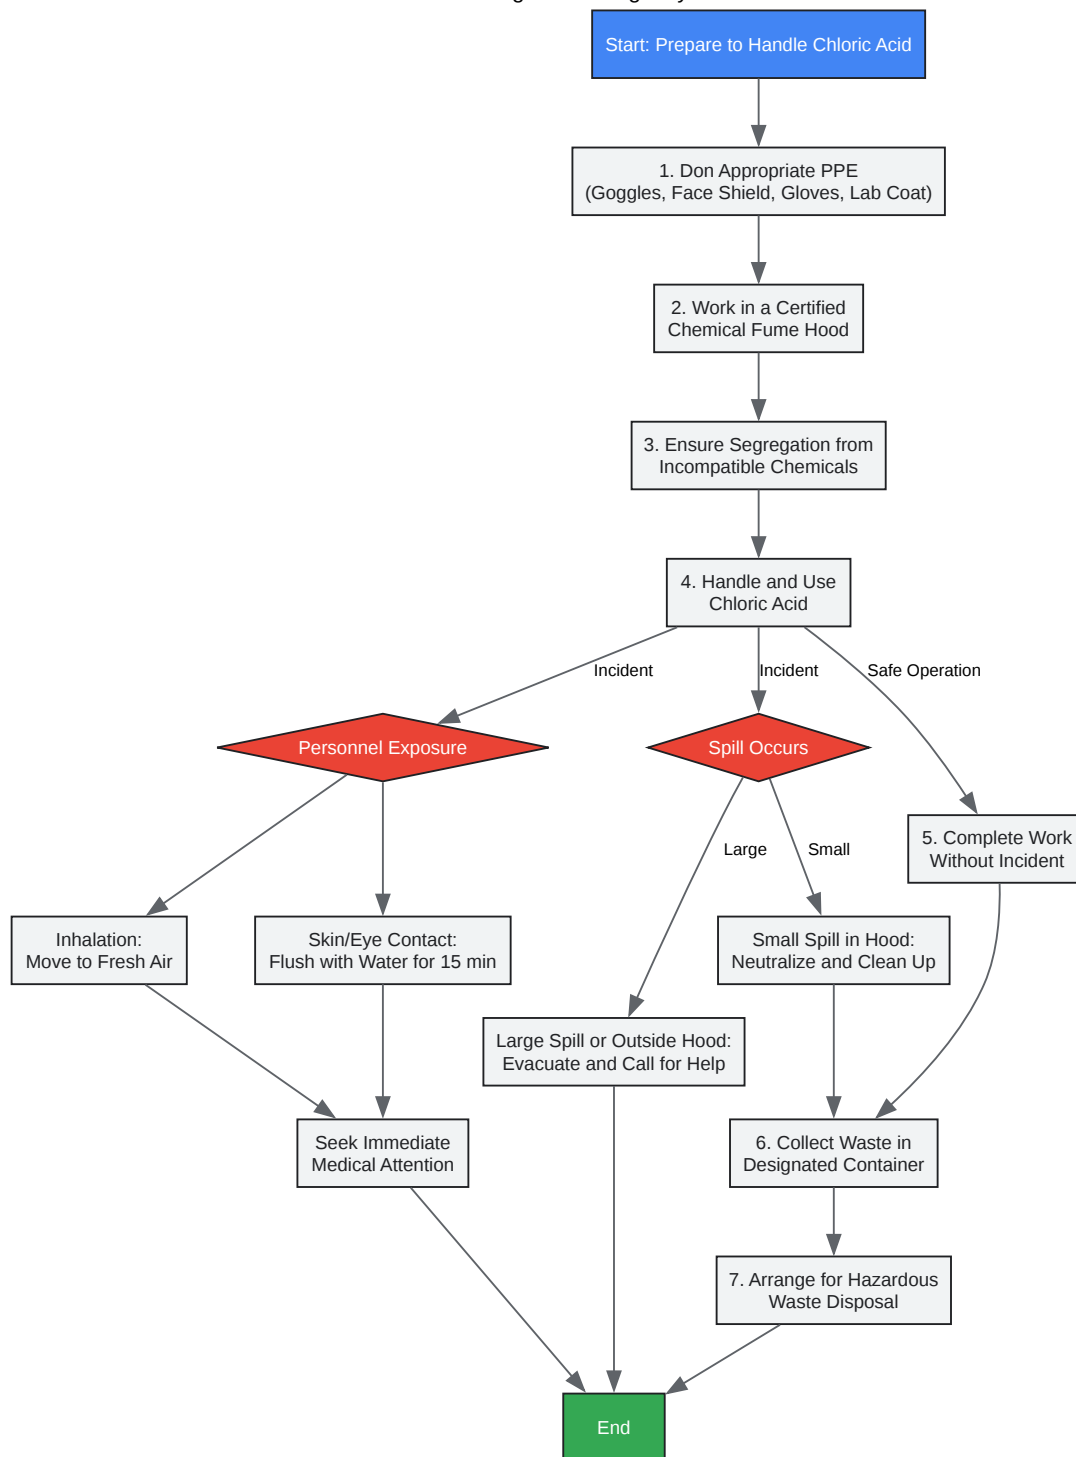 Start: Prepare to Handle Chloric Acid
1. Don Appropriate PPE
(Goggles, Face Shield, Gloves, Lab Coat)
2. Work in a Certified
Chemical Fume Hood
3. Ensure Segregation from
Incompatible Chemicals
4. Handle and Use
Chloric Acid
Incident
Incident
Safe Operation
Personnel Exposure
Spill Occurs
Large
Small
5. Complete Work
Without Incident
Inhalation:
Move to Fresh Air
Skin/Eye Contact:
Flush with Water for 15 min
Small Spill in Hood:
Neutralize and Clean Up
Large Spill or Outside Hood:
Evacuate and Call for Help
Seek Immediate
Medical Attention
6. Collect Waste in
Designated Container
7. Arrange for Hazardous
Waste Disposal
End